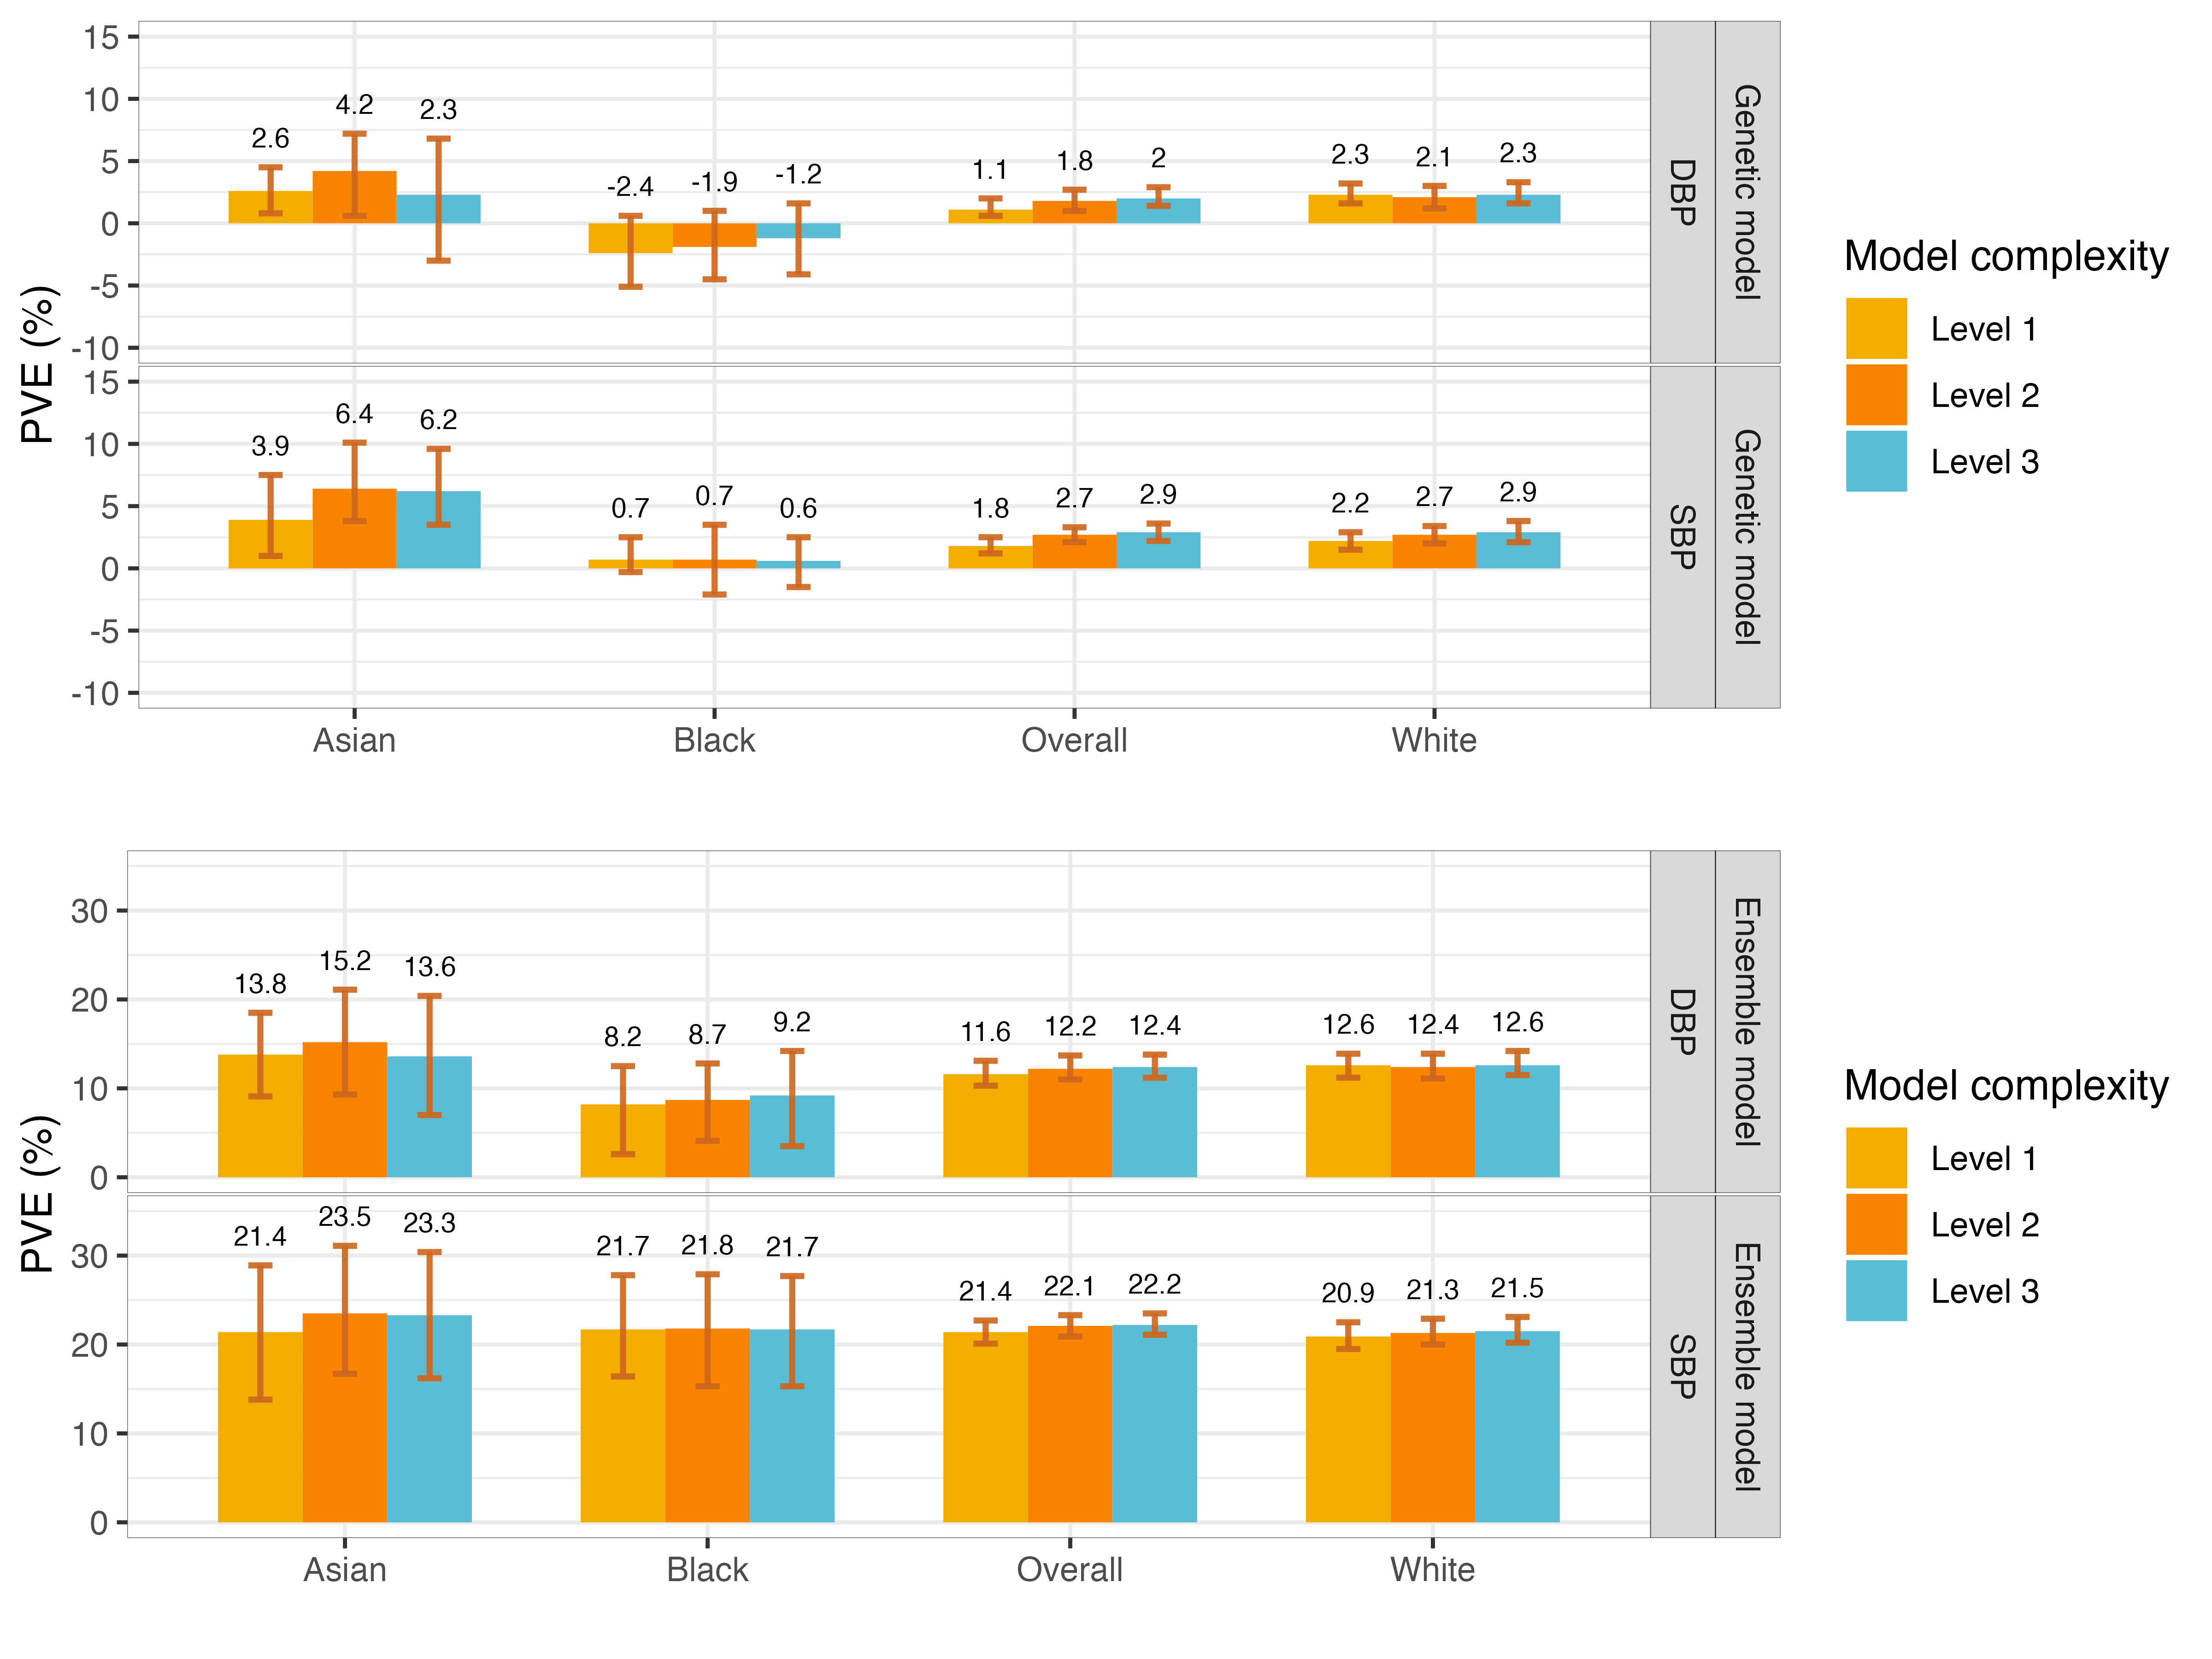 PVE (%)
15
10
5
0
-5
-10
2.6
4.2
2.3
-2.4
-1.9
-1.2
1.1
1.8
2
2.3
2.1
2.3
DBP
Genetic model
15
10
5
0
-5
-10
3.9
6.4
6.2
0.7
0.7
0.6
1.8
2.7
2.9
2.2
2.7
2.9
SBP
Genetic model
Asian
Black
Overall
White
Model complexity
Level 1
Level 2
Level 3
PVE (%)
30
20
10
0
13.8
15.2
13.6
8.2
8.7
9.2
11.6
12.2
12.4
12.6
12.4
12.6
DBP
Ensemble model
30
20
10
0
21.4
23.5
23.3
21.7
21.8
21.7
21.4
22.1
22.2
20.9
21.3
21.5
SBP
Ensemble model
Asian
Black
Overall
White
Model complexity
Level 1
Level 2
Level 3